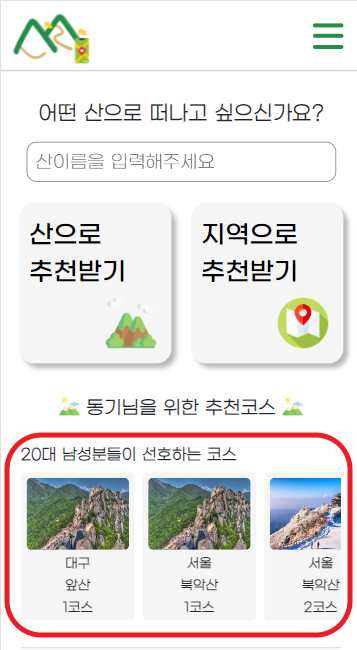 어떤 산으로 떠나고 싶으신가요?
산이름을 입력해주세요
산으로
추천받기
지역으로
추천받기
동기님을 위한 추천코스
20대 남성분들이 선호하는 코스
대구
앞산
1코스
서울
북악산
1코스
서울
북악산
2코스